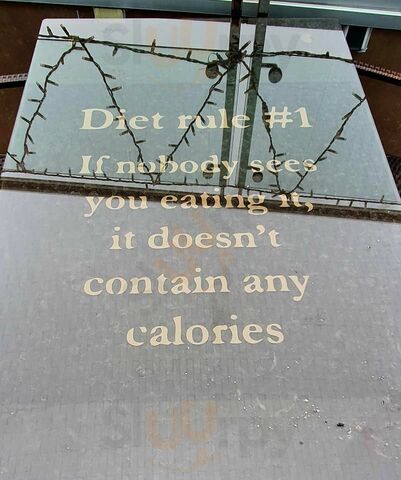 Diet rule #1
If nobody sees
you eating it,
it doesn't
contain any
calories